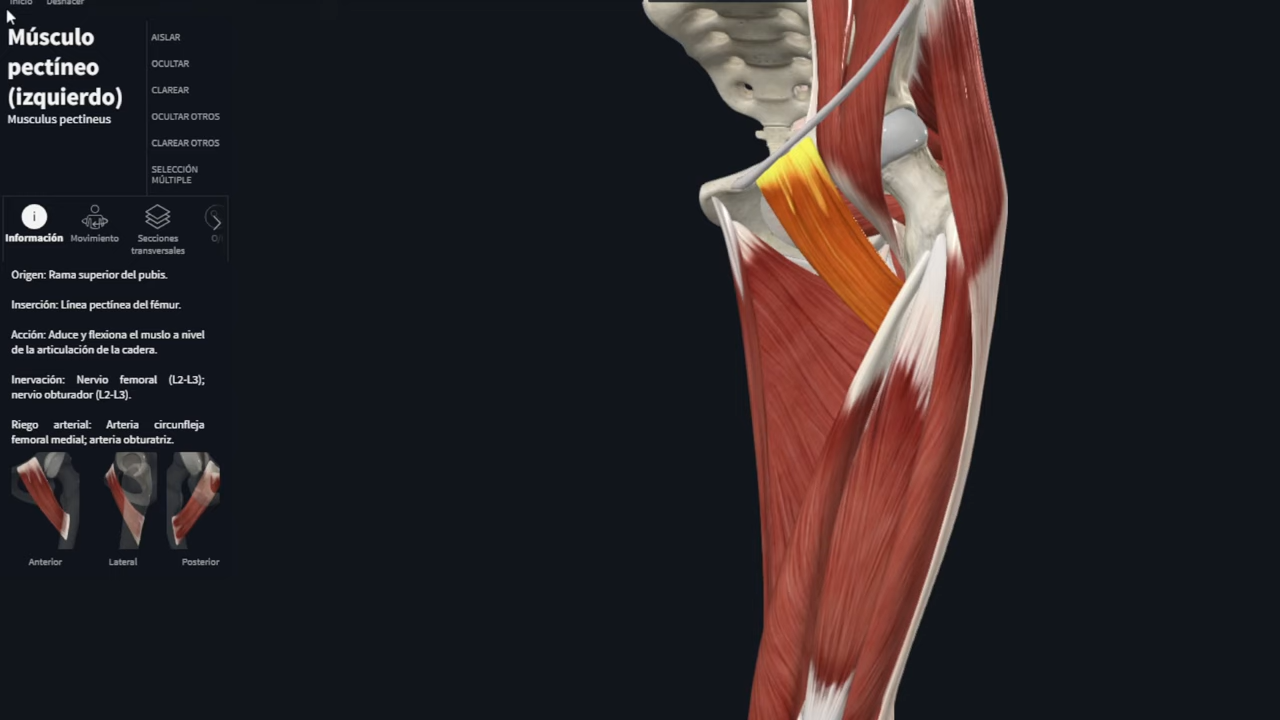 Inicio Deshacer
Músculo
pectíneo
(izquierdo)
Musculus pectineus
AISLAR
OCULTAR
CLAREAR
OCULTAR OTROS
CLAREAR OTROS
SELECCIÓN
MÚLTIPLE
Información Movimiento Secciones
transversales
Origen: Rama superior del pubis.
Inserción: Línea pectínea del fémur.
Acción: Aduce y flexiona el muslo a nivel
de la articulación de la cadera.
Inervación: Nervio femoral (L2-L3);
nervio obturador (L2-L3).
Riego arterial: Arteria circunfleja
femoral medial; arteria obturatriz.
Anterior Lateral Posterior